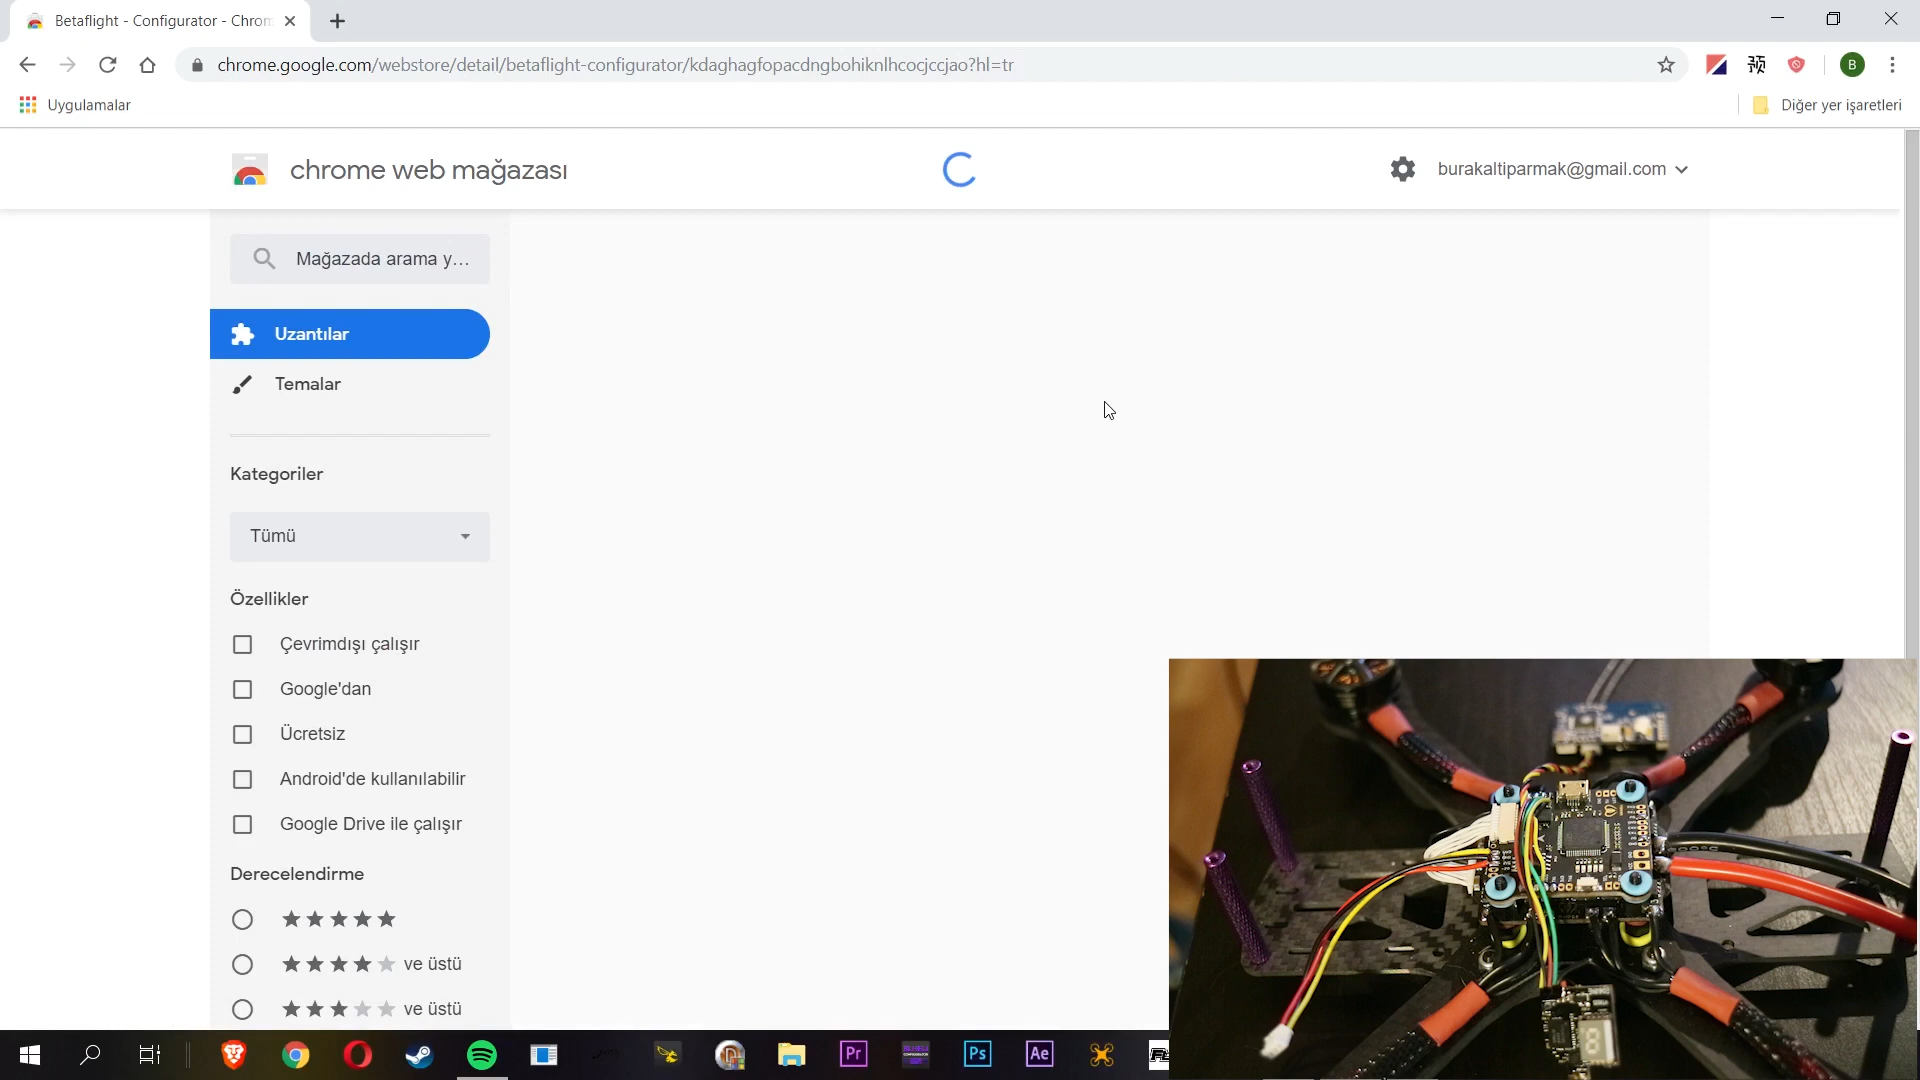 Betaflight - Configurator - Chrom
chrome.google.com/webstore/detail/betaflight-configurator/kdaghagfopacdngbohiknlhcocjccjao?hl=tr
B
Uygulamalar
Diğer yer işaretleri
chrome web mağazası
burakaltiparmak@gmail.com
Mağazada arama y...
Uzantılar
Temalar
Kategoriler
Tümü
Özellikler
Çevrimdışı çalışır
Google'dan
Ücretsiz
Android'de kullanılabilir
Google Drive ile çalışır
Derecelendirme
ve üstü
ve üstü
Pr
Ps
Ae